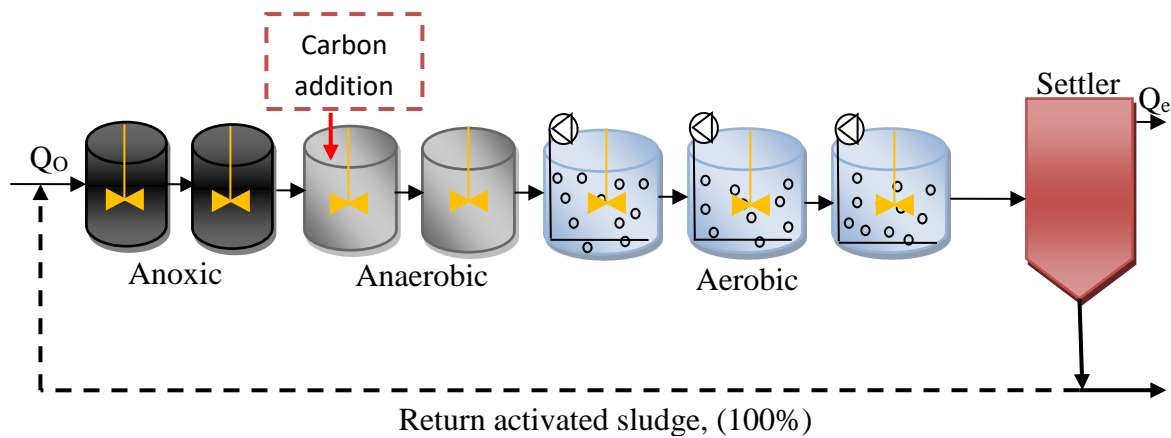 Carbon
addition
Settler
Qe
QO
Anoxic
Anaerobic
Aerobic
Return activated sludge, (100%)